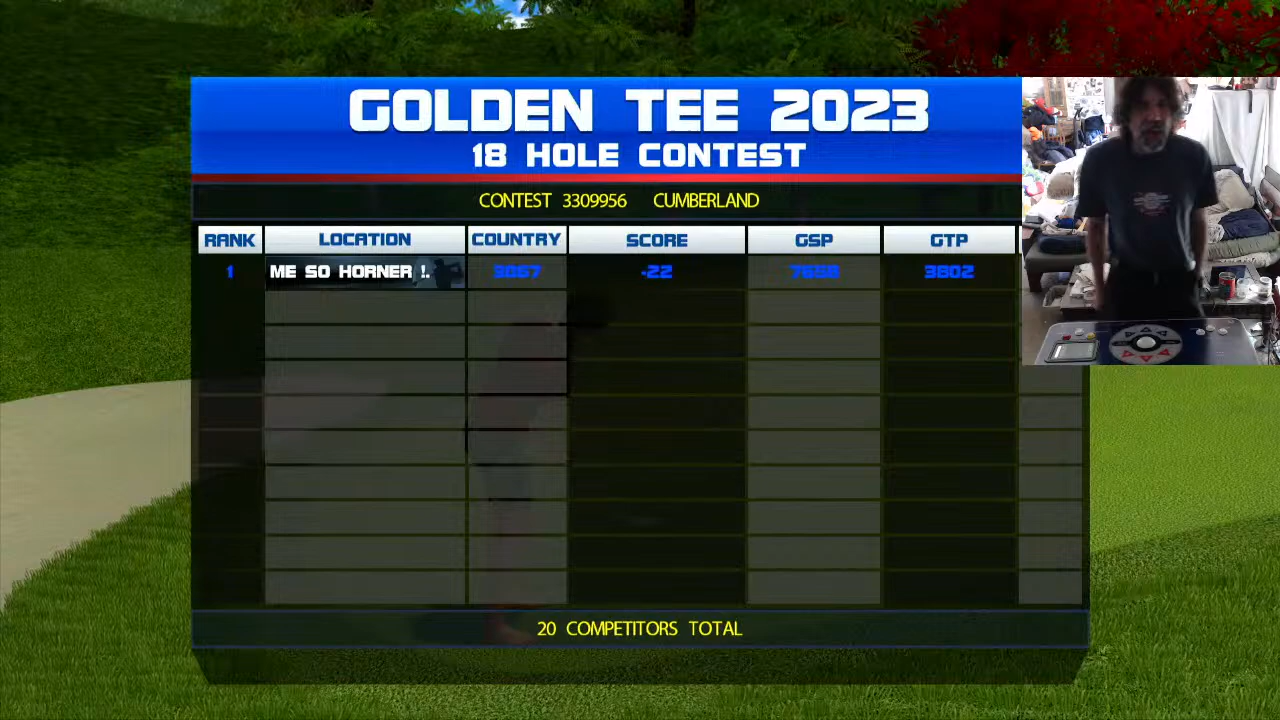 GOLDEN TEE 2023
18 HOLE CONTEST
CONTEST 3309956 CUMBERLAND
RANK LOCATION COUNTRY SCORE GSP GTP
1 ME SO HORNER !. -22 3802
20 COMPETITORS TOTAL